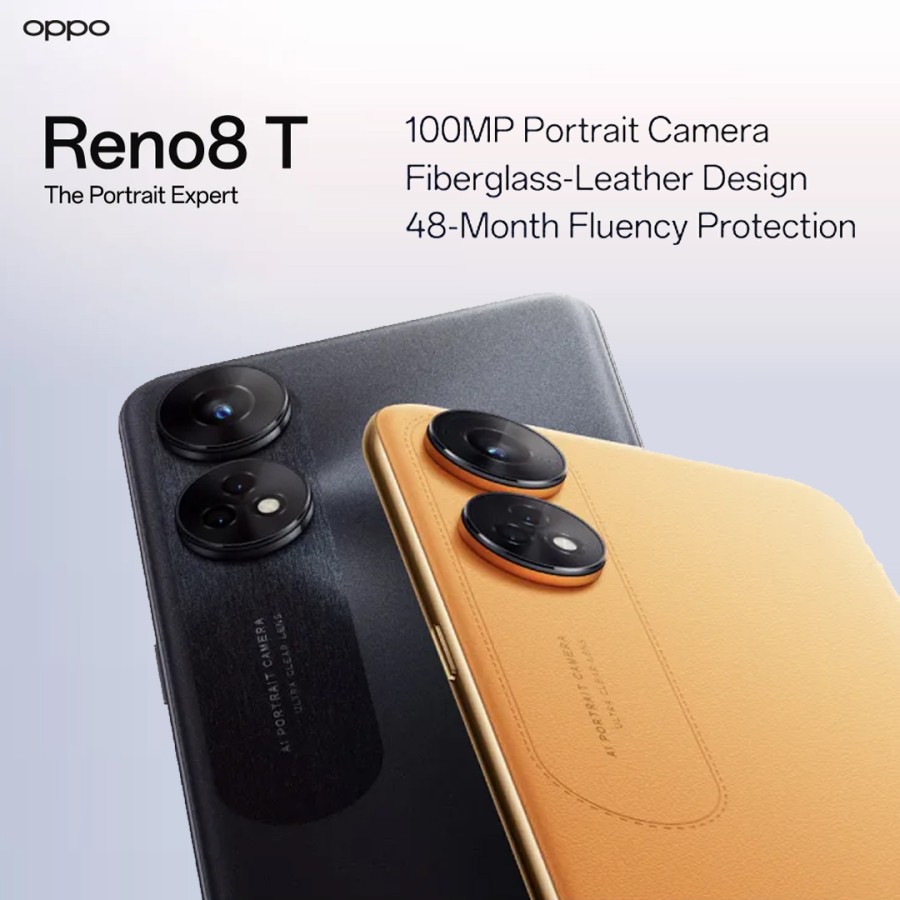 oppo
Reno8 T
The Portrait Expert
100MP Portrait Camera
Fiberglass-Leather Design
48-Month Fluency Protection
AI PORTRAIT CAMERA
ULTRA CLEAR LENS
AI PORTRAIT CAMERA
ULTRA CLEAR LENS